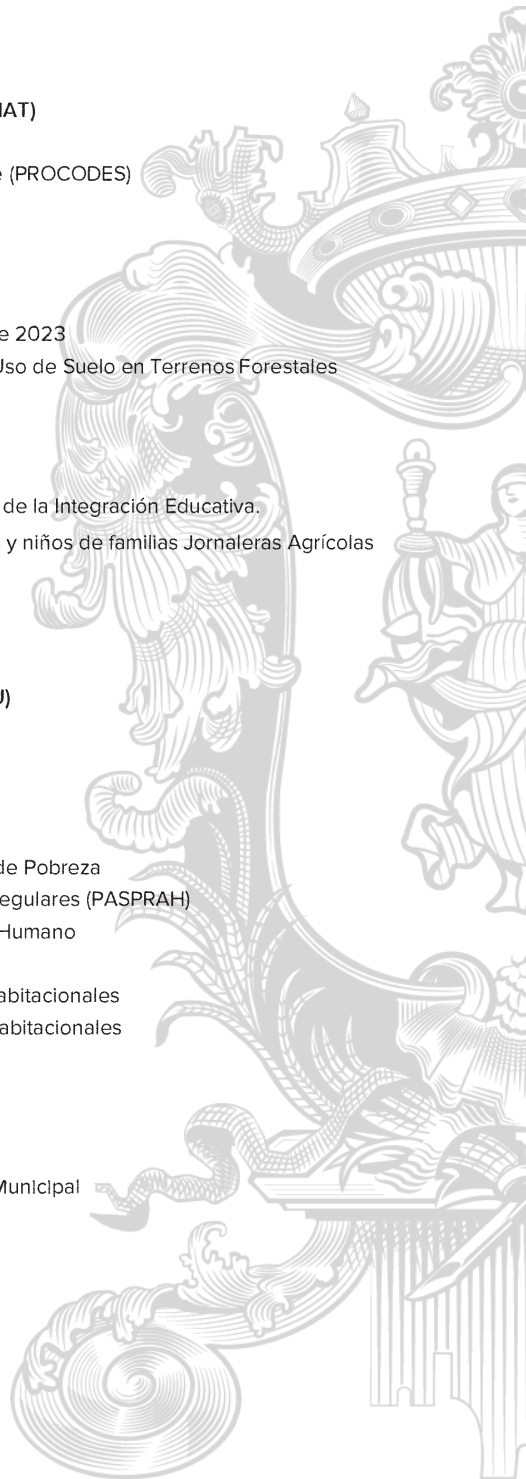 IAT)
e (PROCODES)
e 2023
Uso de Suelo en Terrenos Forestales
de la Integración Educativa.
y niños de familias Jornaleras Agrícolas
J)
de Pobreza
egulares (PASPRAH)
Humano
abitacionales
abitacionales
Municipal